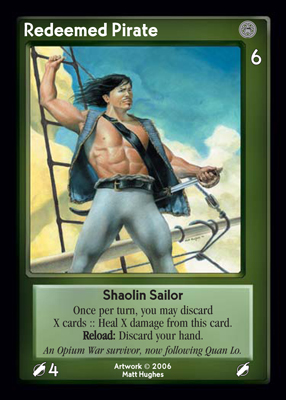 Redeemed Pirate
6
Shaolin Sailor
Once per turn, you may discard
X cards :: Heal X damage from this card.
Reload: Discard your hand.
An Opium War survivor, now following Quan Lo.
4
Artwork © 2006
Matt Hughes